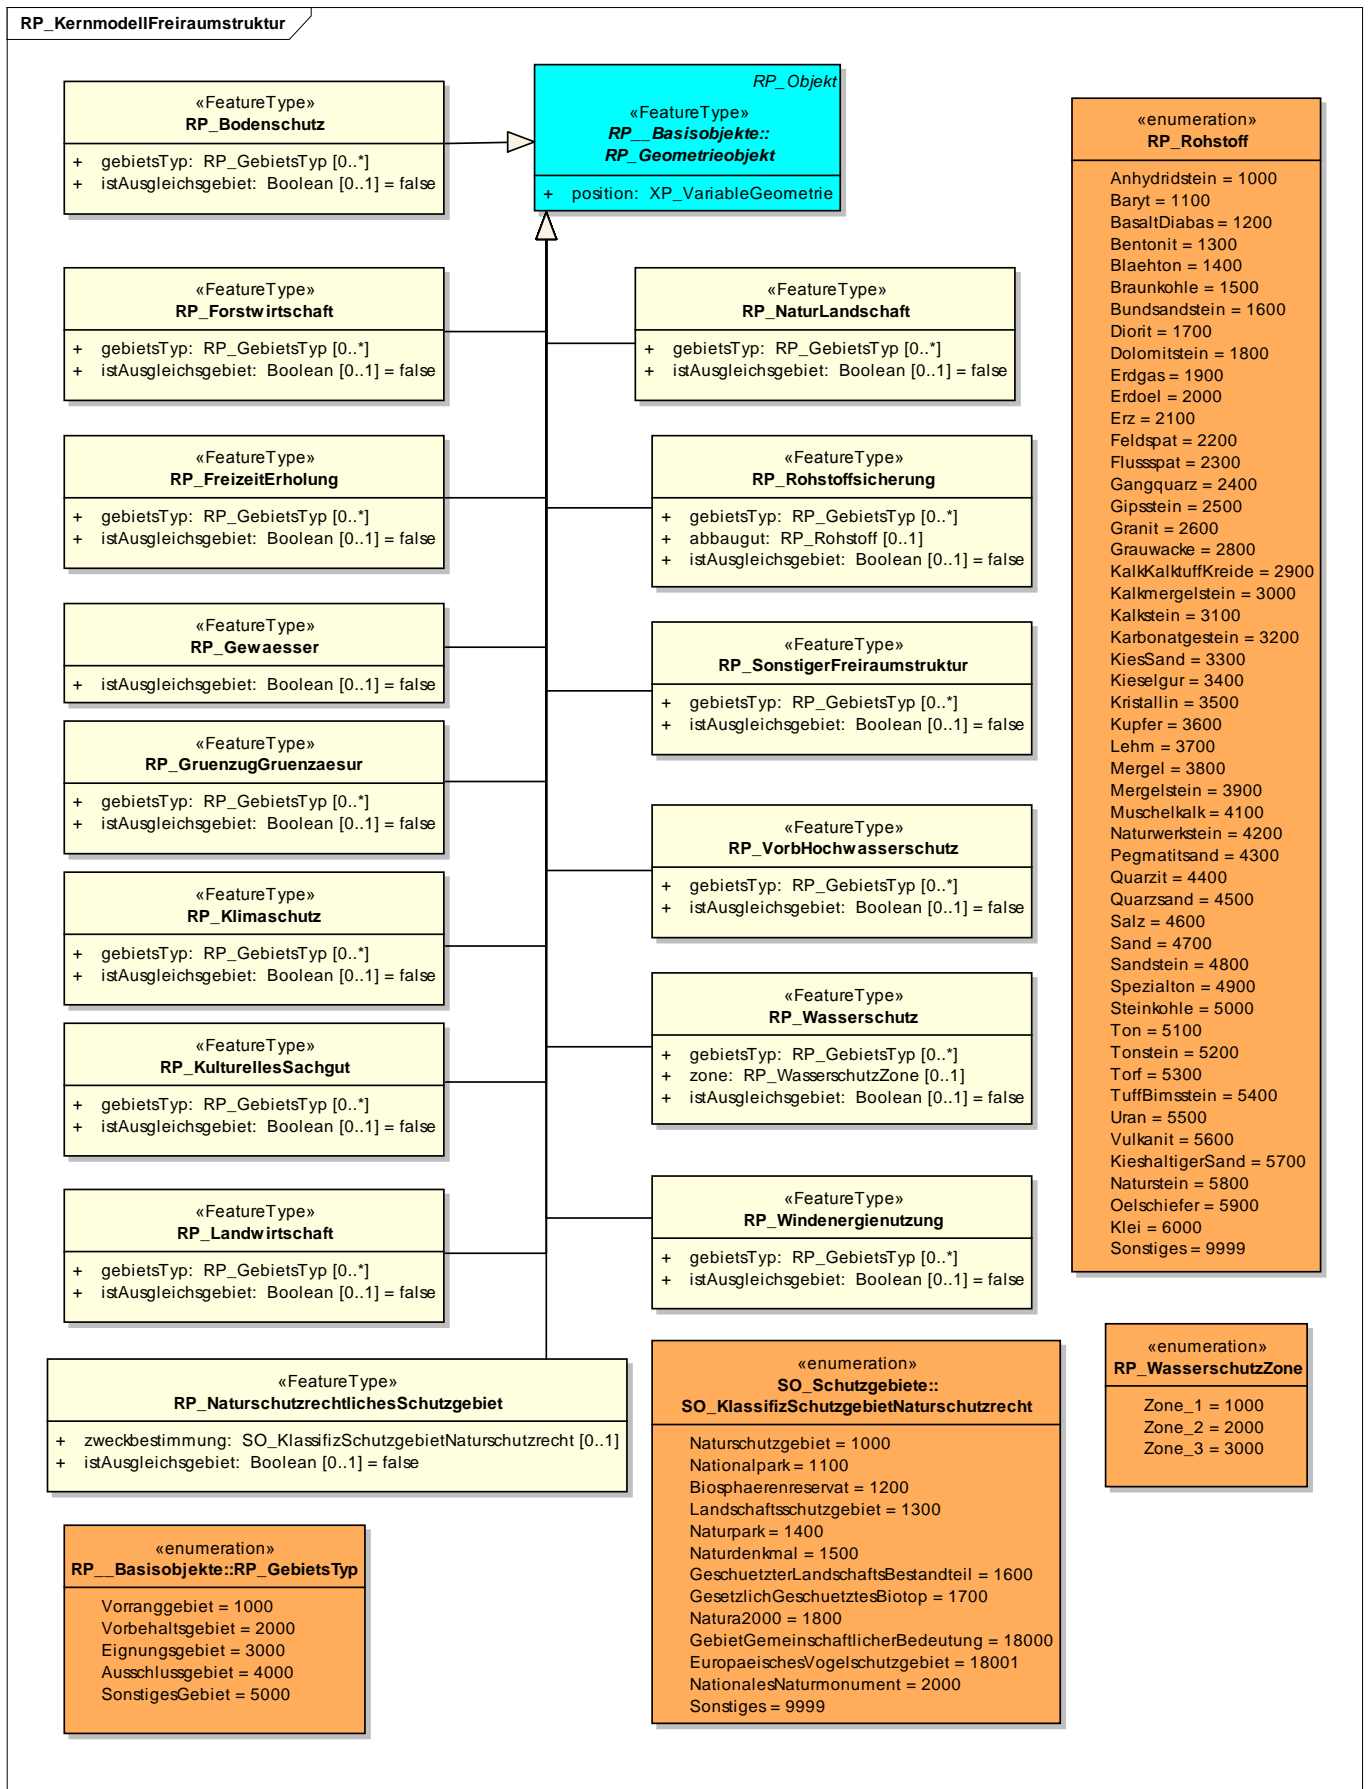 RP_KernmodellFreiraumstruktur
«FeatureType»
RP_Bodenschutz
+ gebietsTyp: RP_GebietsTyp [0..*]
+ istAusgleichsgebiet: Boolean [0..1] = false
RP_Objekt
«FeatureType»
RP__Basisobjekte::
RP_Geometrieobjekt
+ position: XP_VariableGeometrie
«FeatureType»
RP_Forstwirtschaft
+ gebietsTyp: RP_GebietsTyp [0..*]
+ istAusgleichsgebiet: Boolean [0..1] = false
«FeatureType»
RP_NaturLandschaft
+ gebietsTyp: RP_GebietsTyp [0..*]
+ istAusgleichsgebiet: Boolean [0..1] = false
«FeatureType»
RP_FreizeitErholung
+ gebietsTyp: RP_GebietsTyp [0..*]
+ istAusgleichsgebiet: Boolean [0..1] = false
«FeatureType»
RP_Rohstoffsicherung
+ gebietsTyp: RP_GebietsTyp [0..*]
+ abbaugut: RP_Rohstoff [0..1]
+ istAusgleichsgebiet: Boolean [0..1] = false
«FeatureType»
RP_Gewaesser
+ istAusgleichsgebiet: Boolean [0..1] = false
«FeatureType»
RP_SonstigerFreiraumstruktur
+ gebietsTyp: RP_GebietsTyp [0..*]
+ istAusgleichsgebiet: Boolean [0..1] = false
«FeatureType»
RP_GruenzugGruenzaesur
+ gebietsTyp: RP_GebietsTyp [0..*]
+ istAusgleichsgebiet: Boolean [0..1] = false
«FeatureType»
RP_VorbHochwasserschutz
+ gebietsTyp: RP_GebietsTyp [0..*]
+ istAusgleichsgebiet: Boolean [0..1] = false
«FeatureType»
RP_Klimaschutz
+ gebietsTyp: RP_GebietsTyp [0..*]
+ istAusgleichsgebiet: Boolean [0..1] = false
«FeatureType»
RP_Wasserschutz
+ gebietsTyp: RP_GebietsTyp [0..*]
+ zone: RP_WasserschutzZone [0..1]
+ istAusgleichsgebiet: Boolean [0..1] = false
«FeatureType»
RP_KulturellesSachgut
+ gebietsTyp: RP_GebietsTyp [0..*]
+ istAusgleichsgebiet: Boolean [0..1] = false
«FeatureType»
RP_Windenergienutzung
+ gebietsTyp: RP_GebietsTyp [0..*]
+ istAusgleichsgebiet: Boolean [0..1] = false
«FeatureType»
RP_Landwirtschaft
+ gebietsTyp: RP_GebietsTyp [0..*]
+ istAusgleichsgebiet: Boolean [0..1] = false
«FeatureType»
RP_NaturschutzrechtlichesSchutzgebiet
+ zweckbestimmung: SO_KlassifizSchutzgebietNaturschutzrecht [0..1]
+ istAusgleichsgebiet: Boolean [0..1] = false
«enumeration»
RP__Basisobjekte::RP_GebietsTyp
Vorranggebiet = 1000
Vorbehaltsgebiet = 2000
Eignungsgebiet = 3000
Ausschlussgebiet = 4000
SonstigesGebiet = 5000
«enumeration»
SO_Schutzgebiete::
SO_KlassifizSchutzgebietNaturschutzrecht
Naturschutzgebiet = 1000
Nationalpark = 1100
Biosphaerenreservat = 1200
Landschaftsschutzgebiet = 1300
Naturpark = 1400
Naturdenkmal = 1500
GeschuetzterLandschaftsBestandteil = 1600
GesetzlichGeschuetztesBiotop = 1700
Natura2000 = 1800
GebietGemeinschaftlicherBedeutung = 18000
EuropaeischesVogelschutzgebiet = 18001
NationalesNaturmonument = 2000
Sonstiges = 9999
«enumeration»
RP_Rohstoff
Anhydridstein = 1000
Baryt = 1100
BasaltDiabas = 1200
Bentonit = 1300
Blaehton = 1400
Braunkohle = 1500
Bundsandstein = 1600
Diorit = 1700
Dolomitstein = 1800
Erdgas = 1900
Erdoel = 2000
Erz = 2100
Feldspat = 2200
Flussspat = 2300
Gangquarz = 2400
Gipsstein = 2500
Granit = 2600
Grauwacke = 2800
KalkKalktuffKreide = 2900
Kalkmergelstein = 3000
Kalkstein = 3100
Karbonatgestein = 3200
KiesSand = 3300
Kieselgur = 3400
Kristallin = 3500
Kupfer = 3600
Lehm = 3700
Mergel = 3800
Mergelstein = 3900
Muschelkalk = 4100
Naturwerkstein = 4200
Pegmatitsand = 4300
Quarzit = 4400
Quarzsand = 4500
Salz = 4600
Sand = 4700
Sandstein = 4800
Spezialton = 4900
Steinkohle = 5000
Ton = 5100
Tonstein = 5200
Torf = 5300
TuffBimsstein = 5400
Uran = 5500
Vulkanit = 5600
KieshaltigerSand = 5700
Naturstein = 5800
Oelschiefer = 5900
Klei = 6000
Sonstiges = 9999
«enumeration»
RP_WasserschutzZone
Zone_1 = 1000
Zone_2 = 2000
Zone_3 = 3000